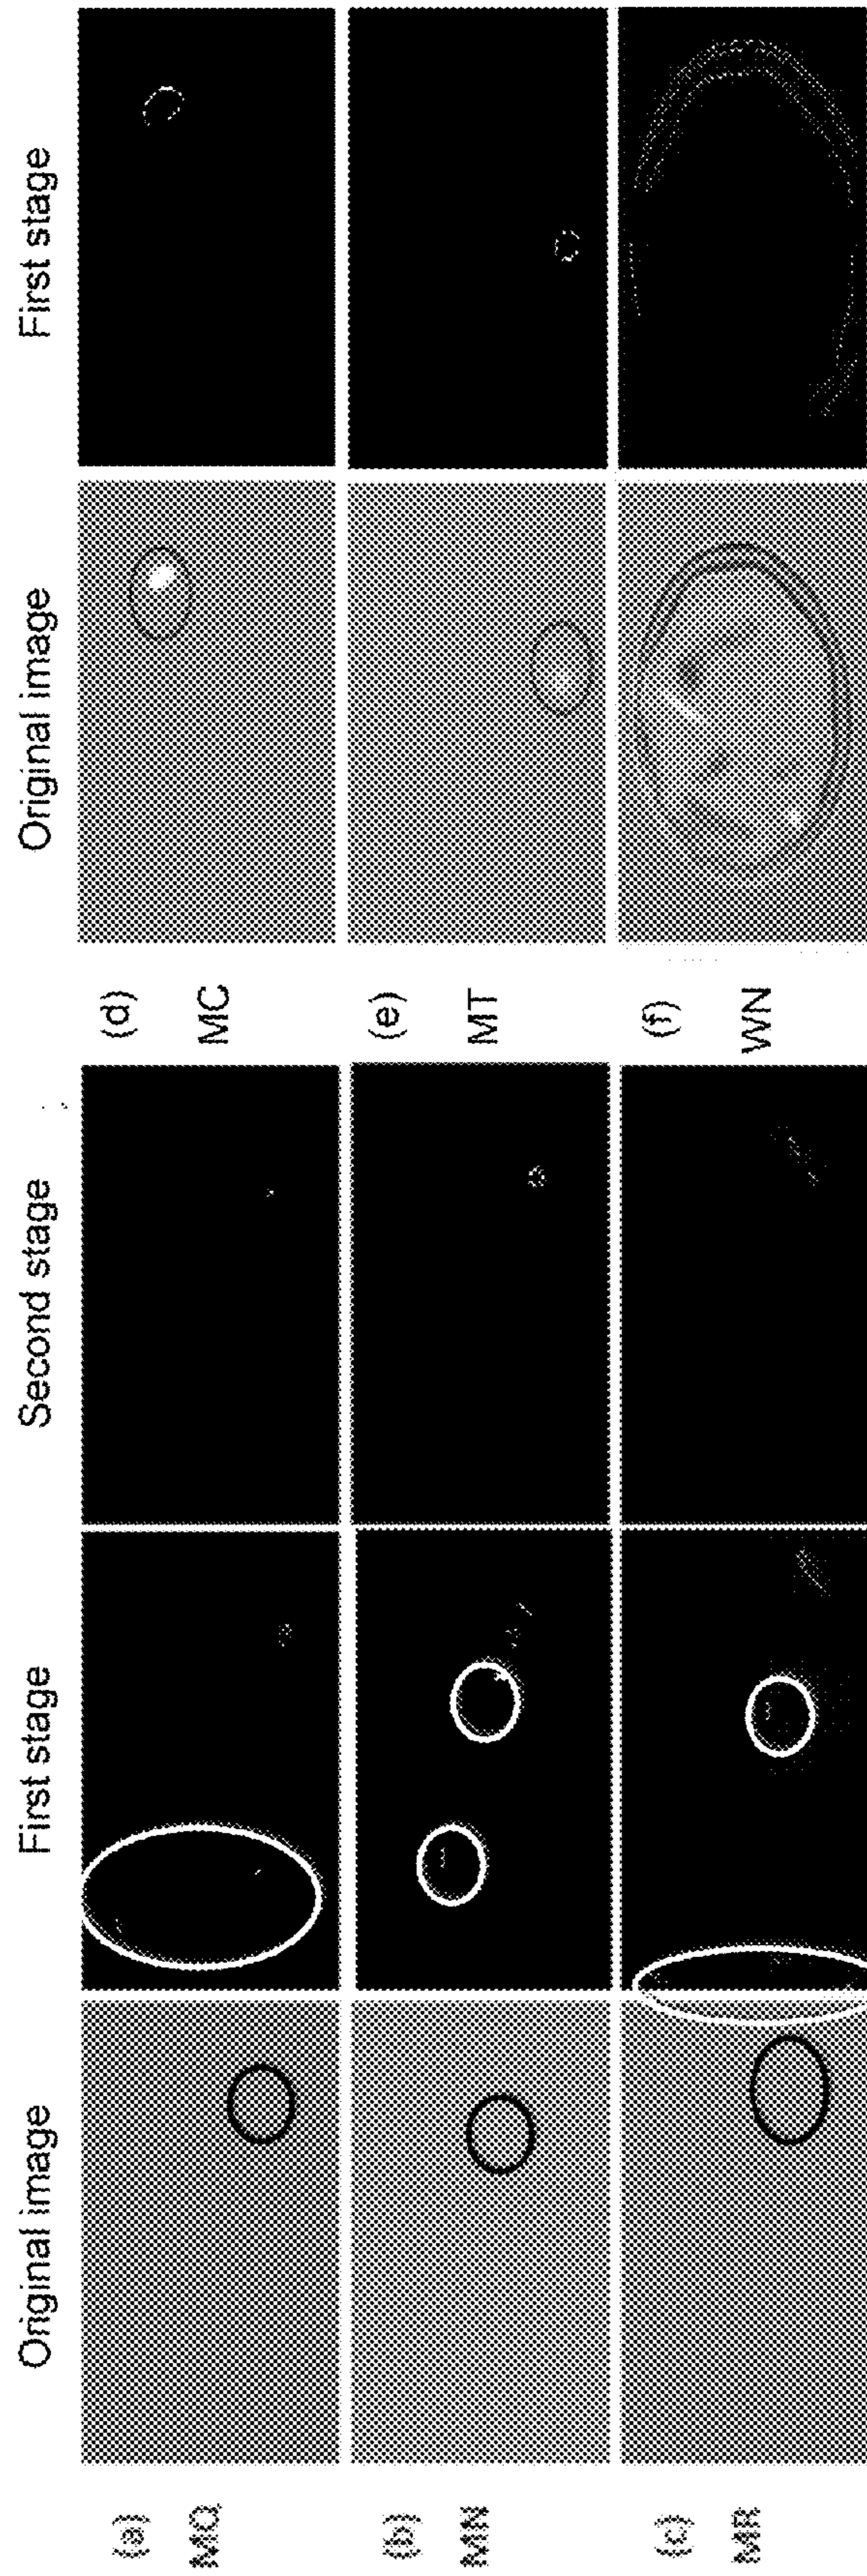 Original image First stage Second stage Original image First stage
(a) MQ
(d) MC
(b) MN
(e) MT
(c) MR
(f) WN